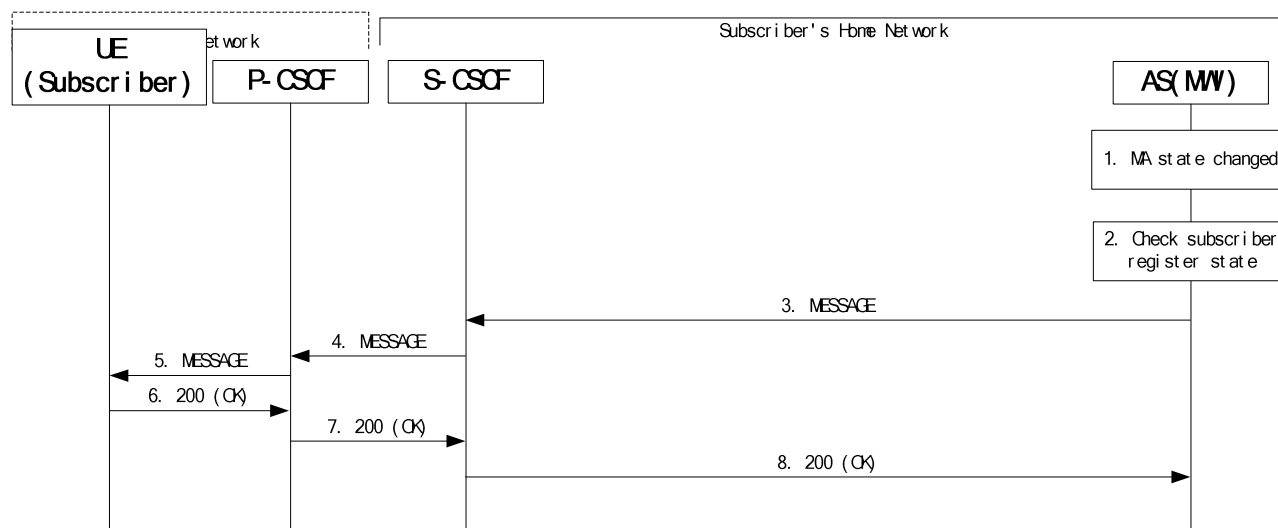 Subscriber's Home Network
etwork
UE
(Subscriber)
P-CSCF
S-CSCF
AS(MWI)
1. MA state changed
2. Check subscriber
register state
3. MESSAGE
4. MESSAGE
5. MESSAGE
6. 200 (OK)
7. 200 (OK)
8. 200 (OK)